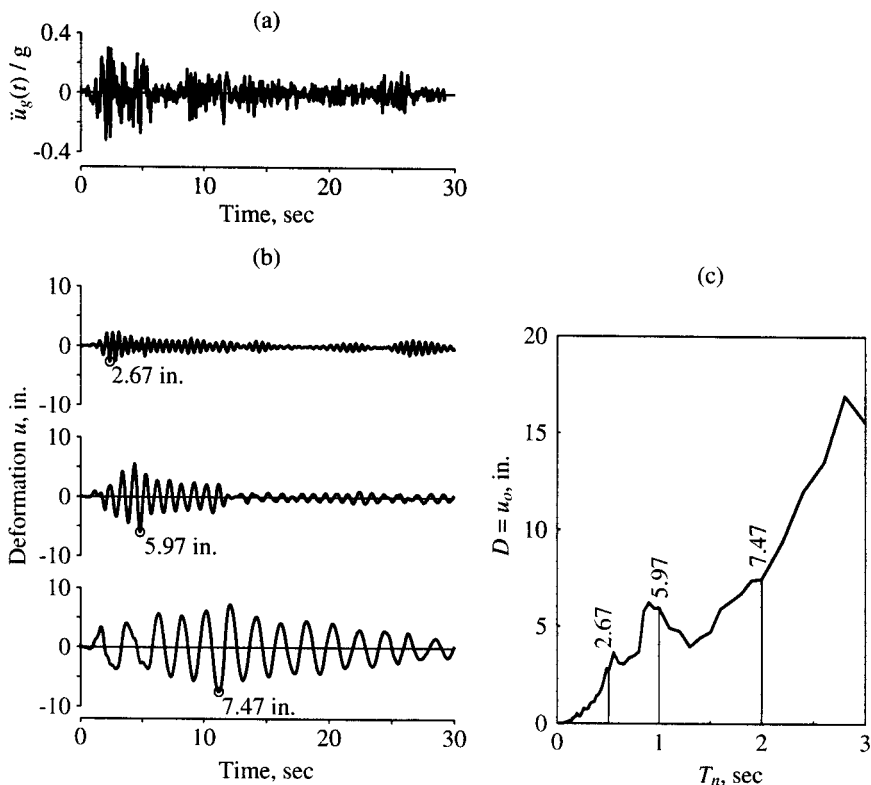 (a)
ü_g(t) / g
0.4
0
-0.4
0 10 20 30
Time, sec
(b)
Deformation u, in.
10
0
-10
2.67 in.
10
0
-10
5.97 in.
10
0
-10
7.47 in.
0 10 20 30
Time, sec
(c)
D = u_o, in.
20
15
10
5
0
2.67
5.97
7.47
0 1 2 3
T_n, sec